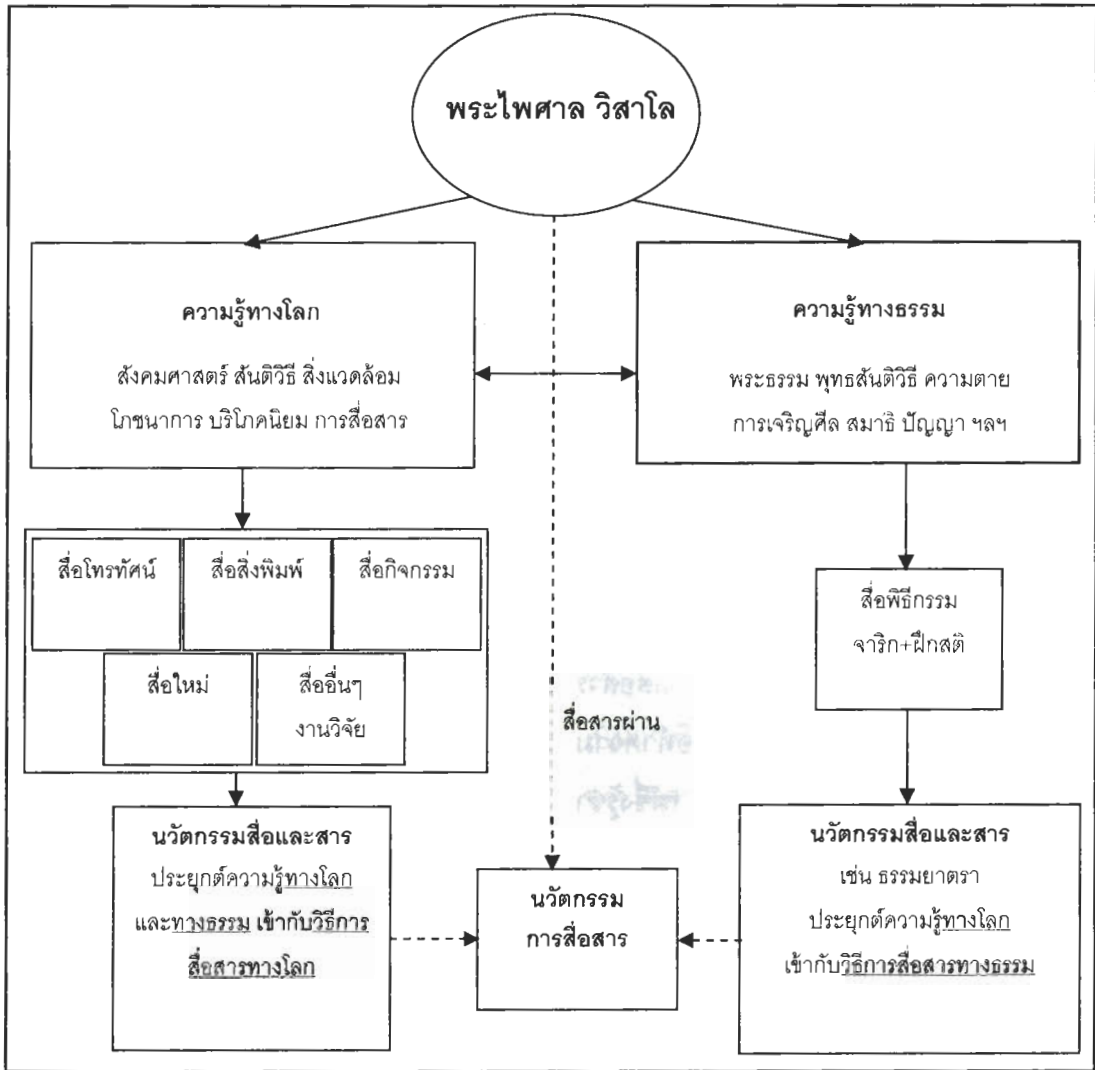 พระไพศาล วิสาโล
ความรู้ทางโลก
สังคมศาสตร์ สันติวิธี สิ่งแวดล้อม
โภชนาการ บริโภคนิยม การสื่อสาร
ความรู้ทางธรรม
พระธรรม พุทธสันติวิธี ความตาย
การเจริญศีล สมาธิ ปัญญา ฯลฯ
สื่อโทรทัศน์
สื่อสิ่งพิมพ์
สื่อกิจกรรม
สื่อใหม่
สื่ออื่นๆ
งานวิจัย
สื่อพิธีกรรม
จาริก+ฝึกสติ
สื่อสารผ่าน
นวัตกรรมสื่อและสาร
ประยุกต์ความรู้ทางโลก
และทางธรรม เข้ากับวิธีการ
สื่อสารทางโลก
นวัตกรรม
การสื่อสาร
นวัตกรรมสื่อและสาร
เช่น ธรรมยาตรา
ประยุกต์ความรู้ทางโลก
เข้ากับวิธีการสื่อสารทางธรรม